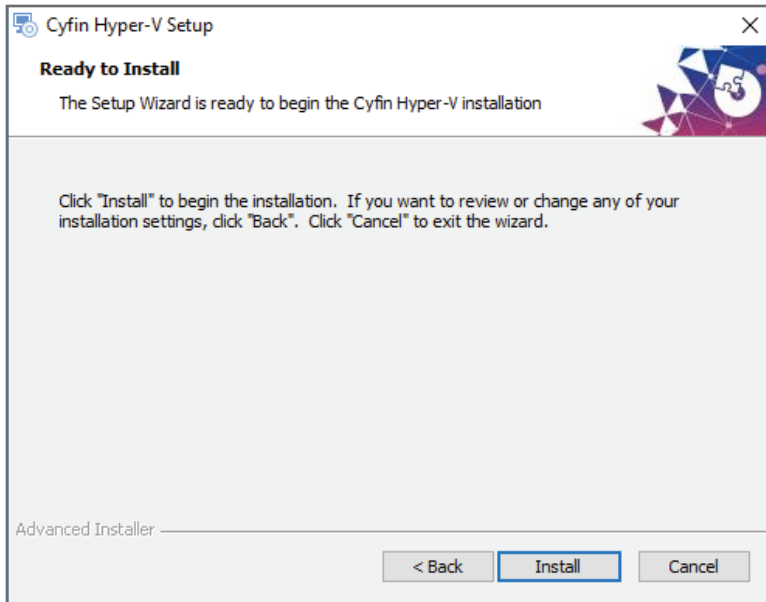 Cyfin Hyper-V Setup
Ready to Install
The Setup Wizard is ready to begin the Cyfin Hyper-V installation
Click "Install" to begin the installation. If you want to review or change any of your
installation settings, click "Back". Click "Cancel" to exit the wizard.
Advanced Installer
< Back Install Cancel